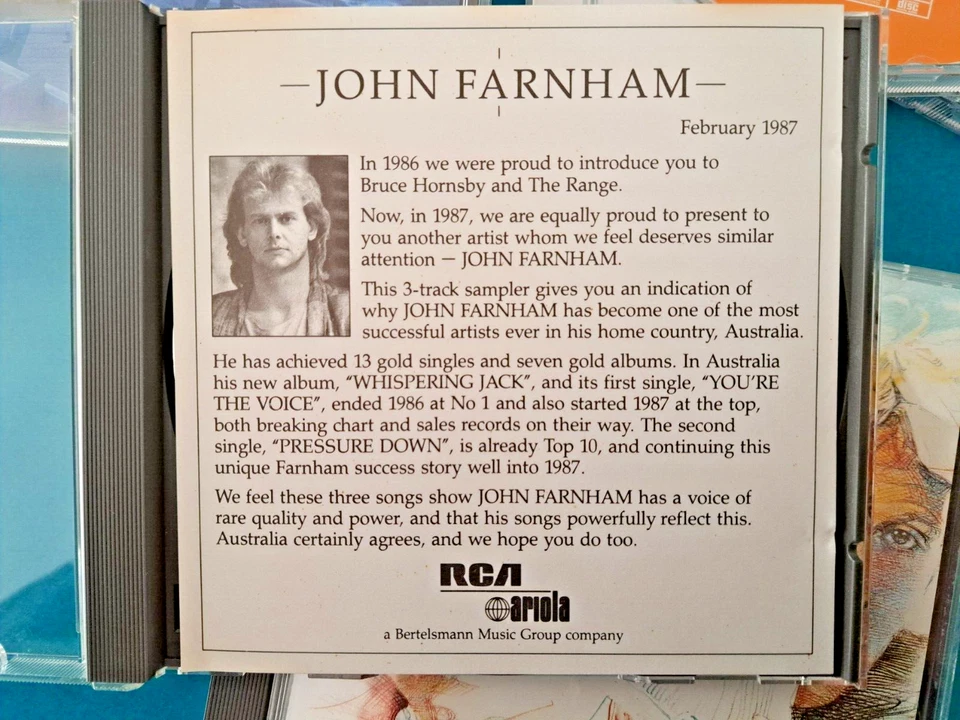 disc
—JOHN FARNHAM—
February 1987
In 1986 we were proud to introduce you to
Bruce Hornsby and The Range.
Now, in 1987, we are equally proud to present to
you another artist whom we feel deserves similar
attention — JOHN FARNHAM.
This 3-track sampler gives you an indication of
why JOHN FARNHAM has become one of the most
successful artists ever in his home country, Australia.
He has achieved 13 gold singles and seven gold albums. In Australia
his new album, “WHISPERING JACK”, and its first single, “YOU’RE
THE VOICE”, ended 1986 at No 1 and also started 1987 at the top,
both breaking chart and sales records on their way. The second
single, “PRESSURE DOWN”, is already Top 10, and continuing this
unique Farnham success story well into 1987.
We feel these three songs show JOHN FARNHAM has a voice of
rare quality and power, and that his songs powerfully reflect this.
Australia certainly agrees, and we hope you do too.
RCA
ariola
a Bertelsmann Music Group company